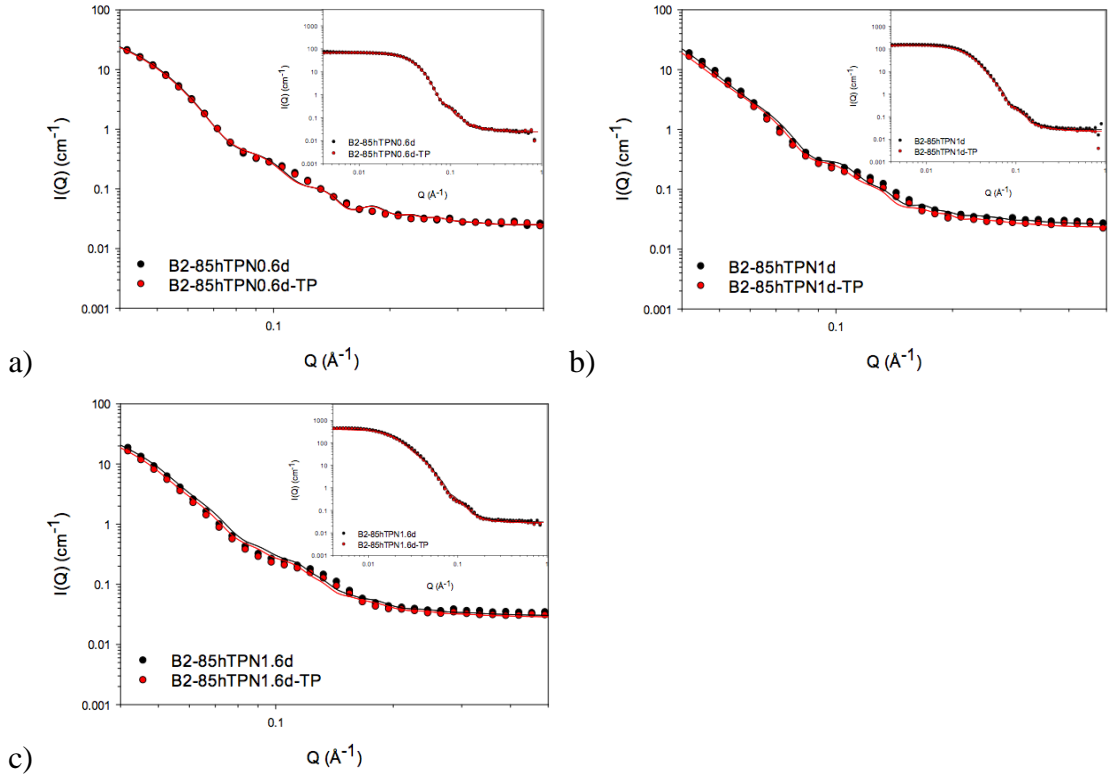 a)
I(Q) (cm⁻¹)
100
10
1
0.1
0.01
0.001
0.1
Q (Å⁻¹)
B2-85hTPN0.6d
B2-85hTPN0.6d-TP
I(Q) (cm⁻¹)
1000
100
10
1
0.1
0.01
0.001
0.01
0.1
1
Q (Å⁻¹)
B2-85hTPN0.6d
B2-85hTPN0.6d-TP
b)
I(Q) (cm⁻¹)
100
10
1
0.1
0.01
0.001
0.1
Q (Å⁻¹)
B2-85hTPN1d
B2-85hTPN1d-TP
I(Q) (cm⁻¹)
1000
100
10
1
0.1
0.01
0.001
0.01
0.1
1
Q (Å⁻¹)
B2-85hTPN1d
B2-85hTPN1d-TP
c)
I(Q) (cm⁻¹)
100
10
1
0.1
0.01
0.001
0.1
Q (Å⁻¹)
B2-85hTPN1.6d
B2-85hTPN1.6d-TP
I(Q) (cm⁻¹)
1000
100
10
1
0.1
0.01
0.001
0.01
0.1
1
Q (Å⁻¹)
B2-85hTPN1.6d
B2-85hTPN1.6d-TP